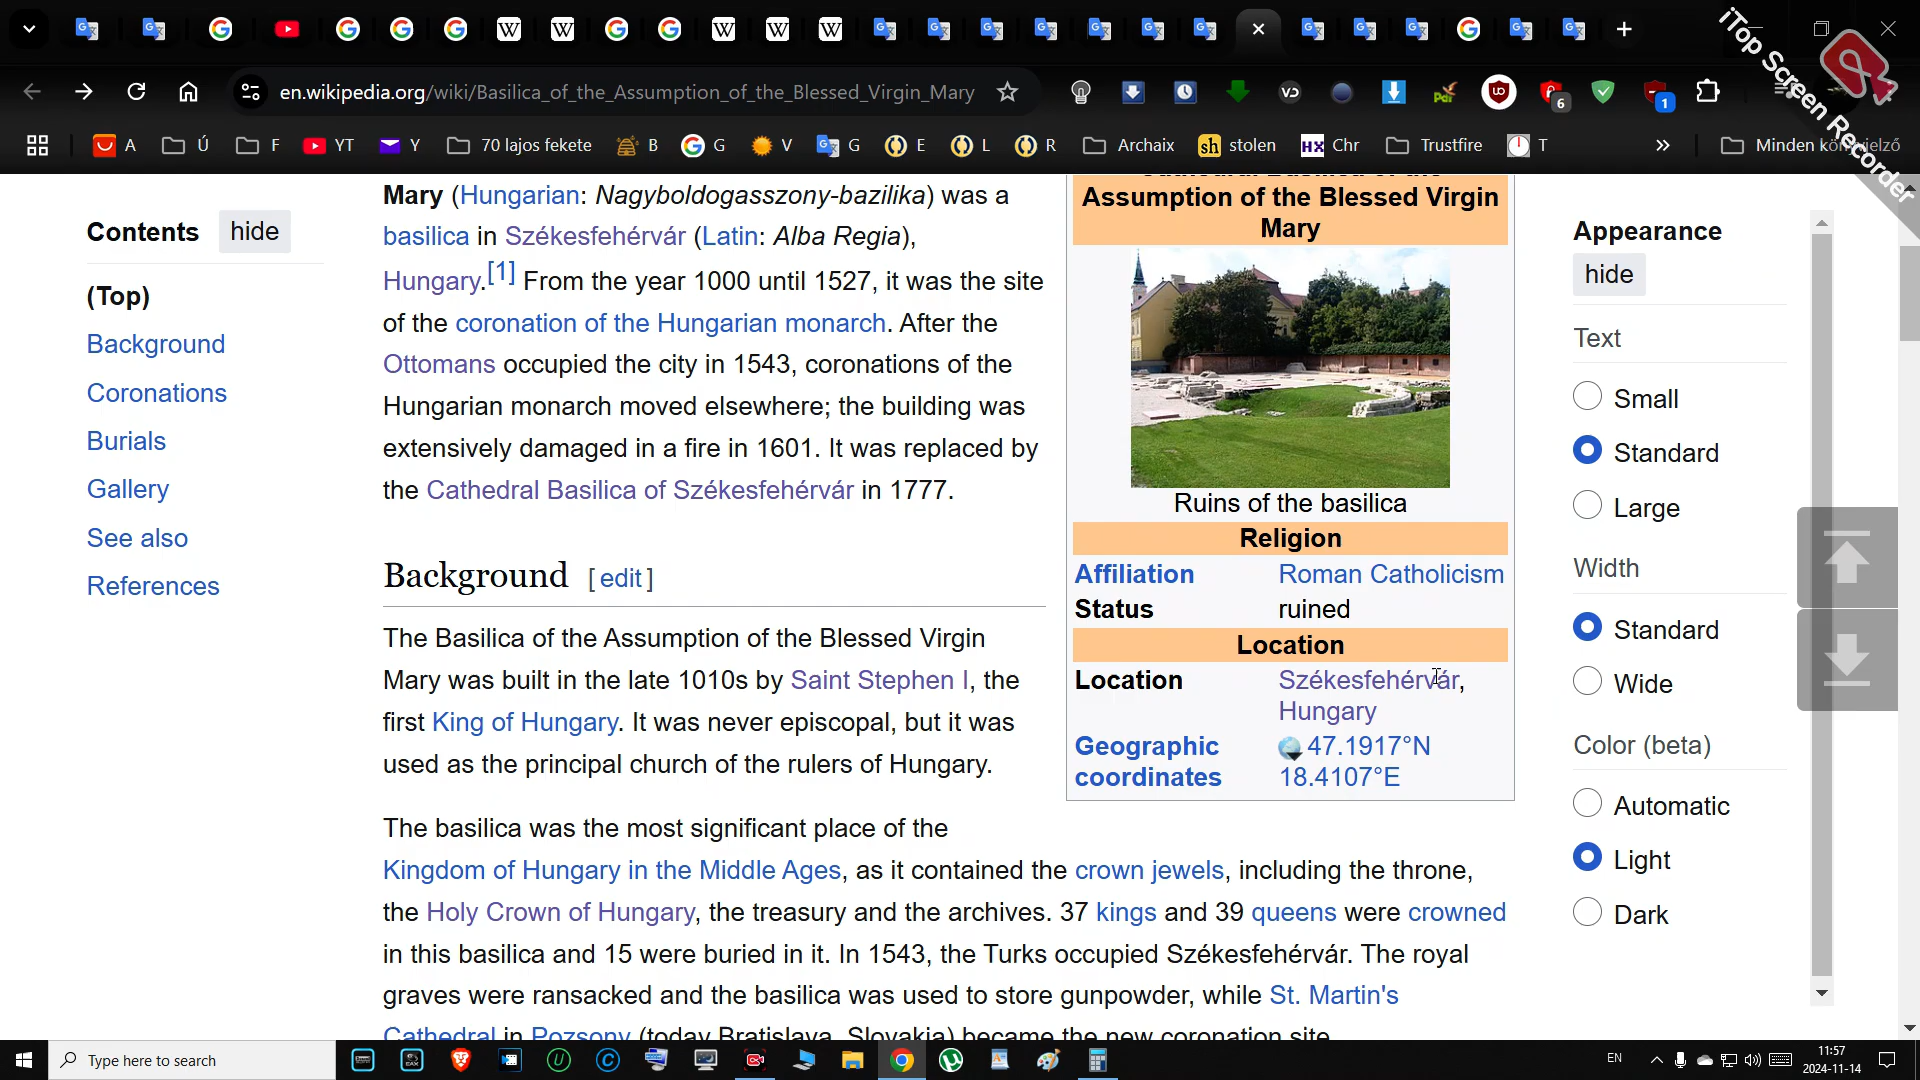 iTop Screen Recorder
en.wikipedia.org/wiki/Basilica_of_the_Assumption_of_the_Blessed_Virgin_Mary
6
1
A
Ú
F
YT
Y
70 lajos fekete
B
G
V
G
E
L
R
Archaix
stolen
Chr
Trustfire
T
»
Contents
hide
(Top)
Background
Coronations
Burials
Gallery
See also
References
Mary (Hungarian: Nagyboldogasszony-bazilika) was a
basilica in Székesfehérvár (Latin: Alba Regia),
Hungary.[1] From the year 1000 until 1527, it was the site
of the coronation of the Hungarian monarch. After the
Ottomans occupied the city in 1543, coronations of the
Hungarian monarch moved elsewhere; the building was
extensively damaged in a fire in 1601. It was replaced by
the Cathedral Basilica of Székesfehérvár in 1777.
Background [ edit ]
The Basilica of the Assumption of the Blessed Virgin
Mary was built in the late 1010s by Saint Stephen I, the
first King of Hungary. It was never episcopal, but it was
used as the principal church of the rulers of Hungary.
The basilica was the most significant place of the
Kingdom of Hungary in the Middle Ages, as it contained the crown jewels, including the throne,
the Holy Crown of Hungary, the treasury and the archives. 37 kings and 39 queens were crowned
in this basilica and 15 were buried in it. In 1543, the Turks occupied Székesfehérvár. The royal
graves were ransacked and the basilica was used to store gunpowder, while St. Martin's
Cathedral in Pozsony (today Bratislava, Slovakia) became the new coronation site.
Assumption of the Blessed Virgin
Mary
Ruins of the basilica
Religion
Affiliation Roman Catholicism
Status ruined
Location
Location Székesfehérvár,
Hungary
Geographic 47.1917°N
coordinates 18.4107°E
Appearance
hide
Text
Small
Standard
Large
Width
Standard
Wide
Color (beta)
Automatic
Light
Dark
Type here to search
EN
11:57
2024-11-14